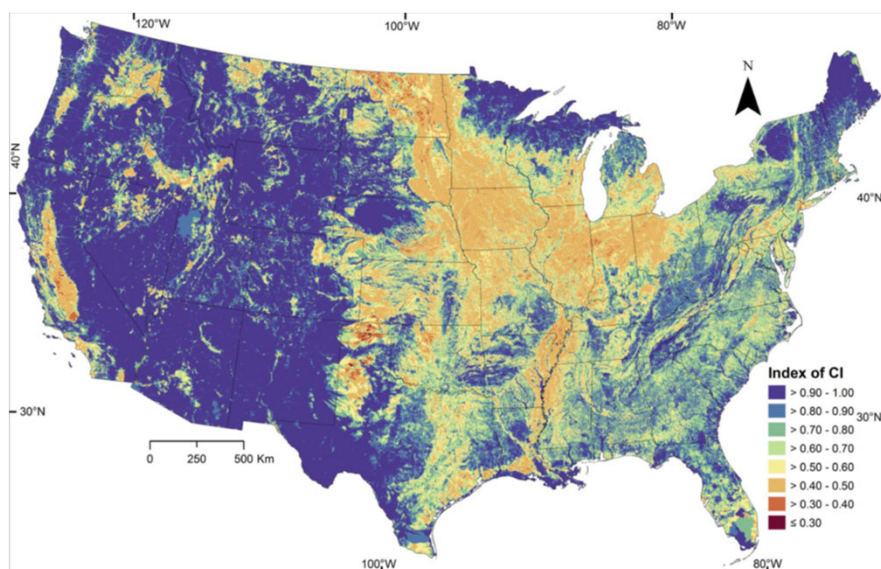 120°W
100°W
80°W
N
40°N
40°N
Index of CI
> 0.90 - 1.00
> 0.80 - 0.90
> 0.70 - 0.80
> 0.60 - 0.70
> 0.50 - 0.60
> 0.40 - 0.50
> 0.30 - 0.40
≤ 0.30
30°N
30°N
0 250 500 Km
100°W
80°W